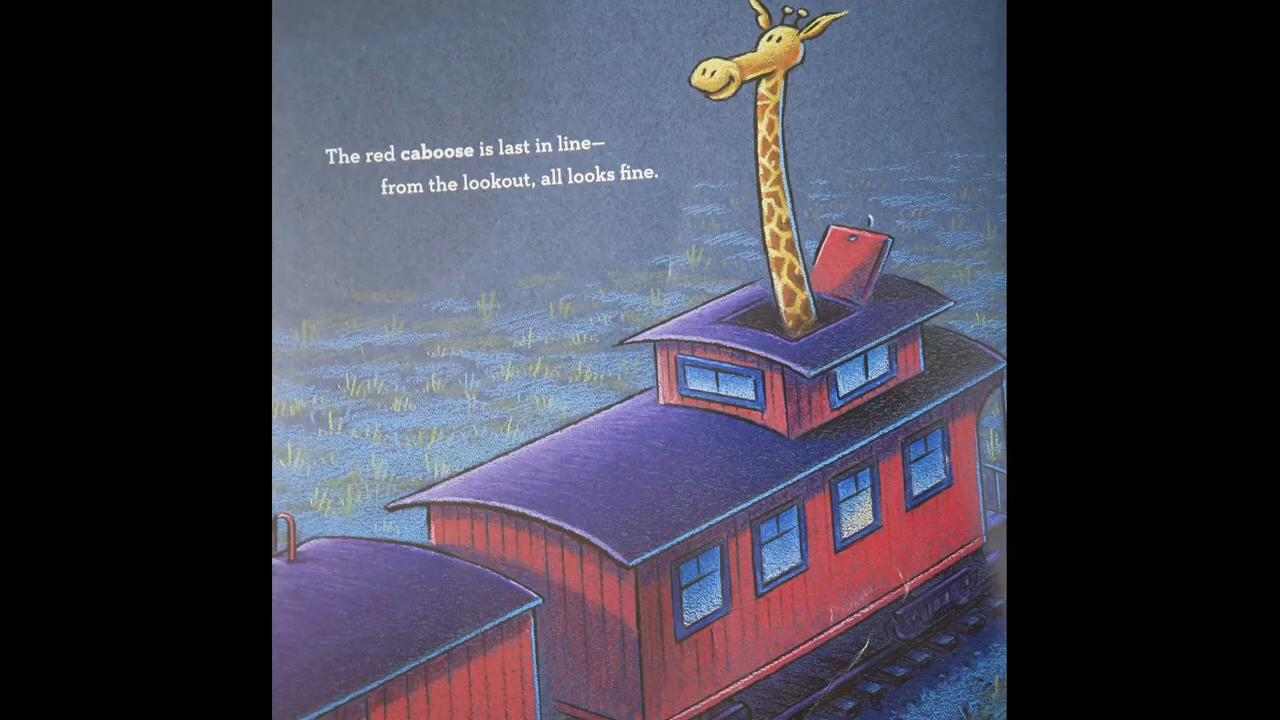 The red caboose is last in line—
from the lookout, all looks fine.